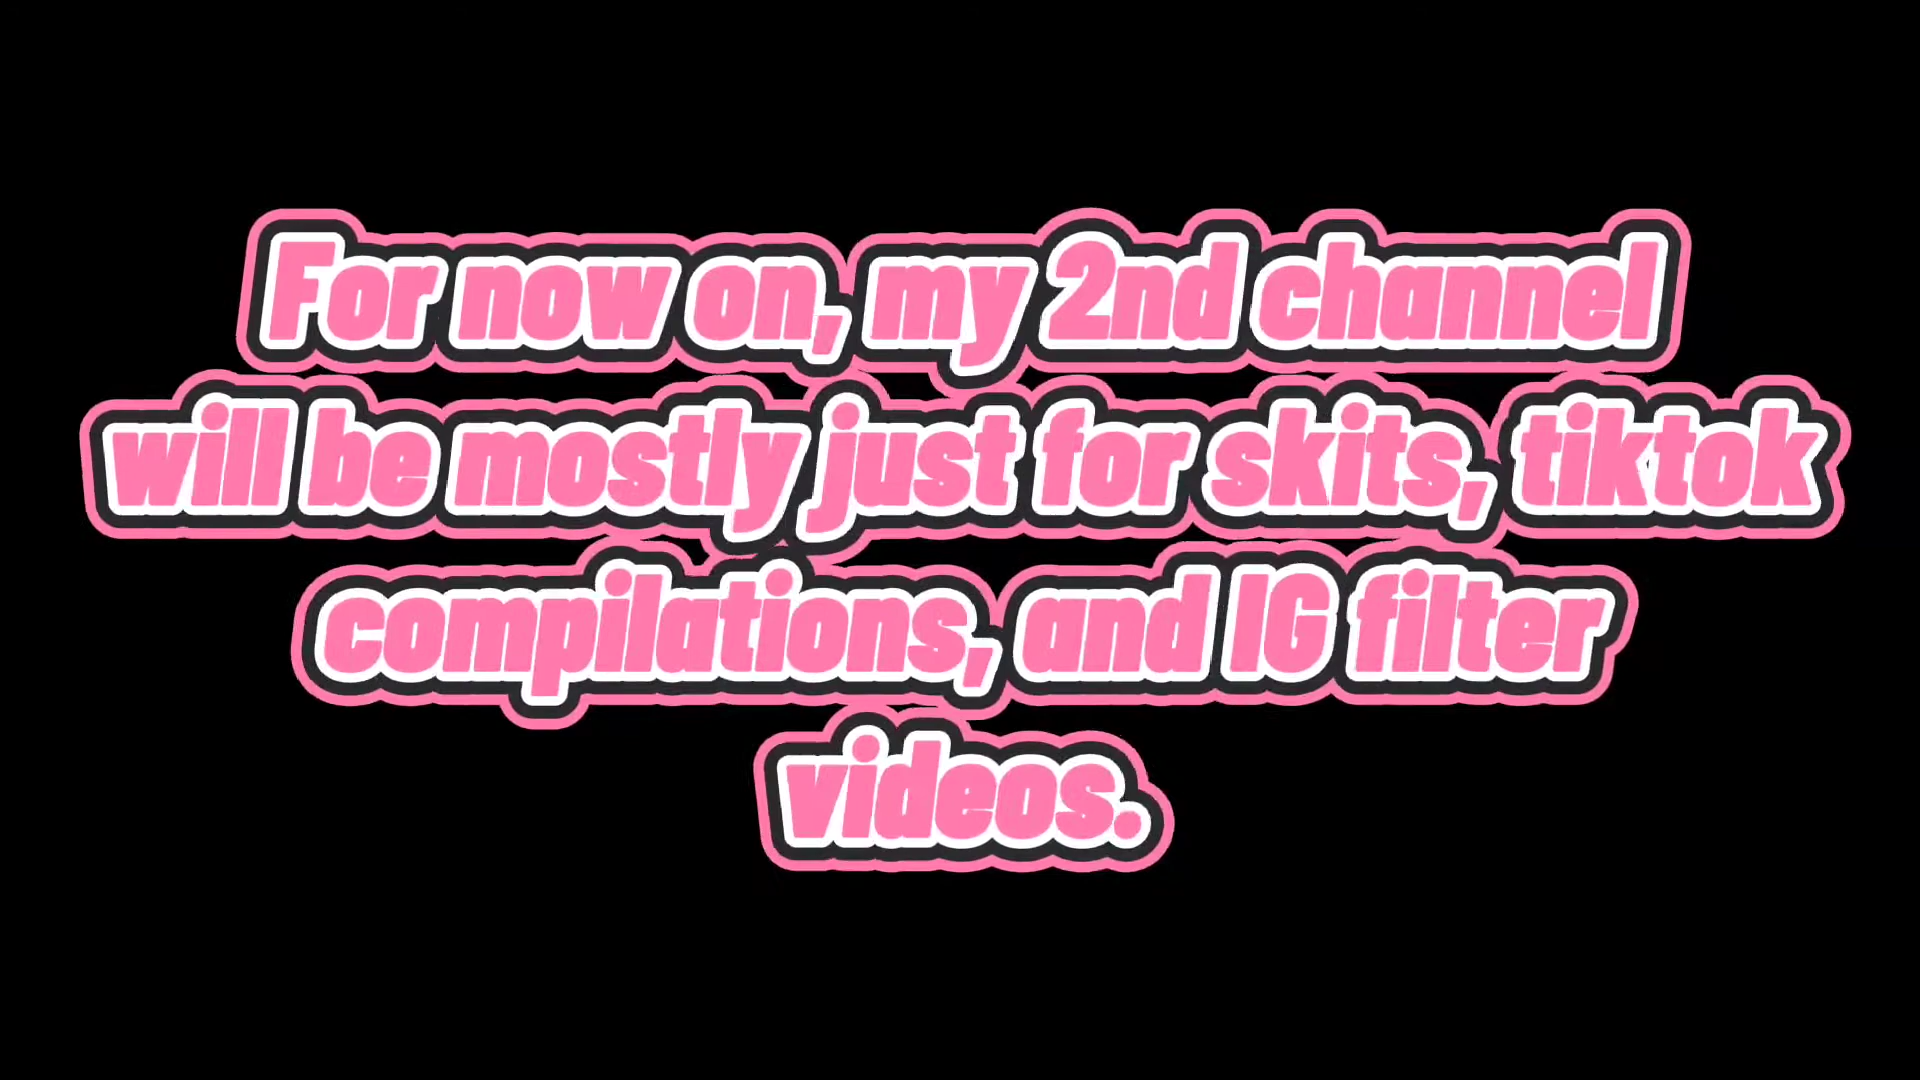 For now on, my 2nd channel
will be mostly just for skits, tiktok
compilations, and IG filter
videos.